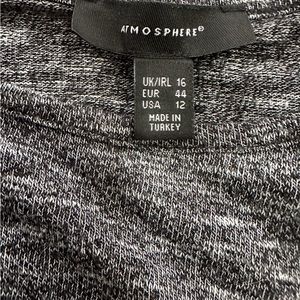 ATMOSPHERE®
UK/IRL 16
EUR 44
USA 12
MADE IN
TURKEY